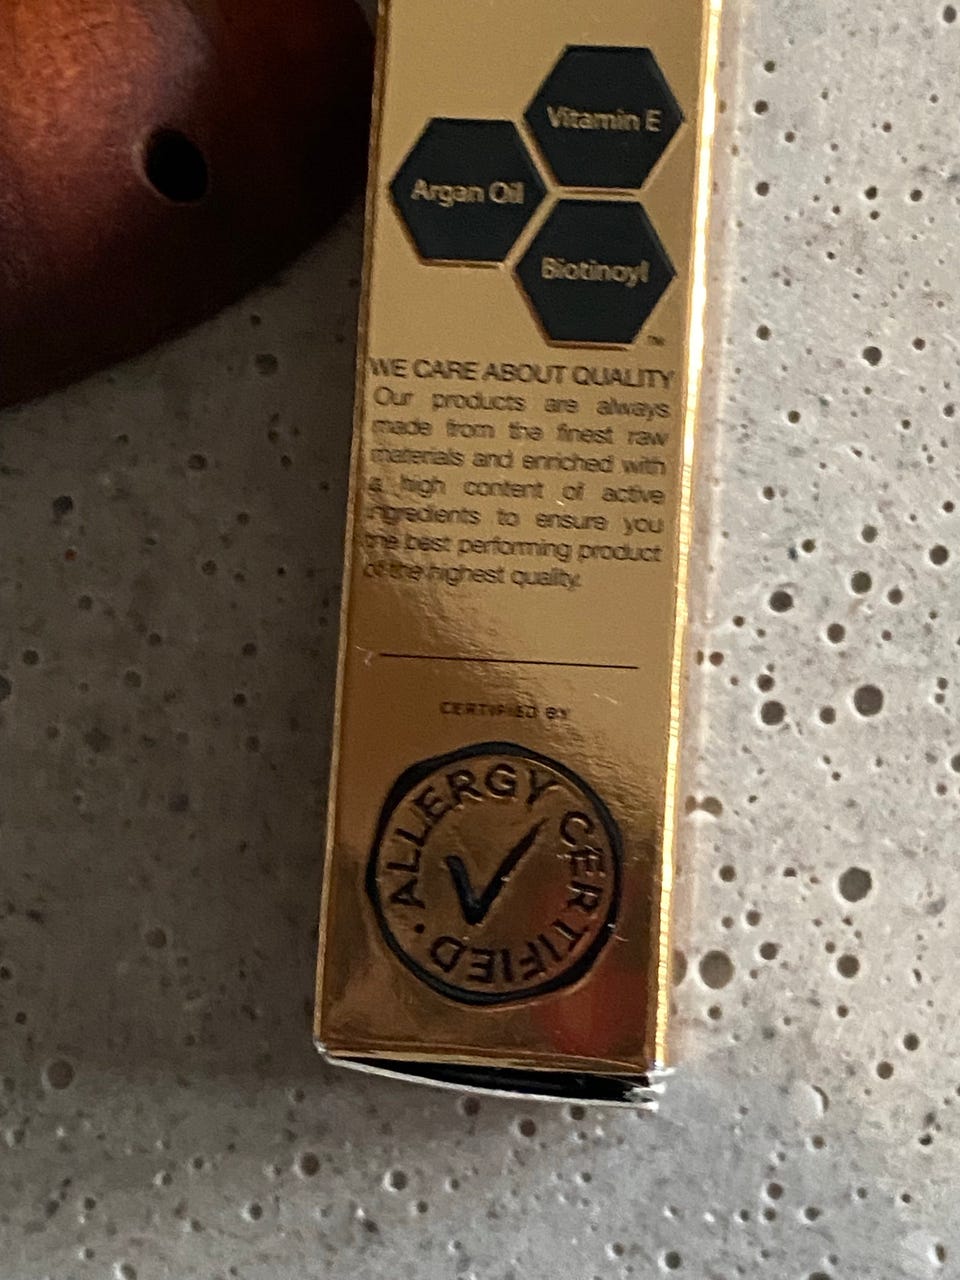 Vitamin E
Argan Oil
Biotinoyl
TM
WE CARE ABOUT QUALITY
Our products are always
made from the finest raw
materials and enriched with
a high content of active
ingredients to ensure you
the best performing product
of the highest quality.
CERTIFIED BY
ALLERGY CERTIFIED •